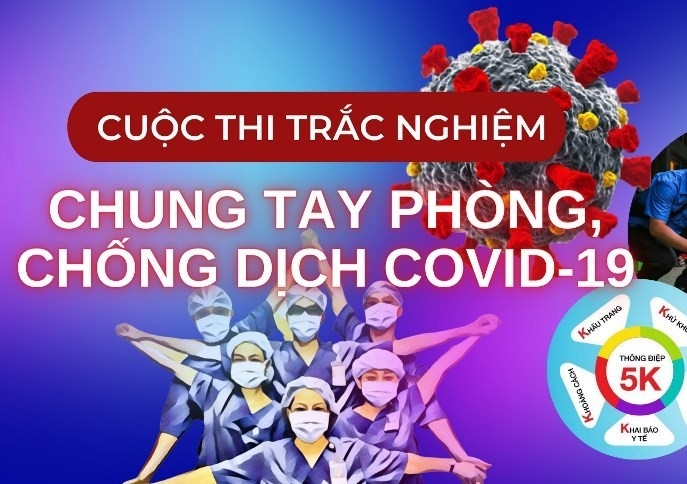 CUỘC THI TRẮC NGHIỆM
CHUNG TAY PHÒNG,
CHỐNG DỊCH COVID-19
KHẨU TRANG
KHỬ
KHOẢNG CÁCH
THÔNG ĐIỆP
5K
KHAI BÁO
Y TẾ